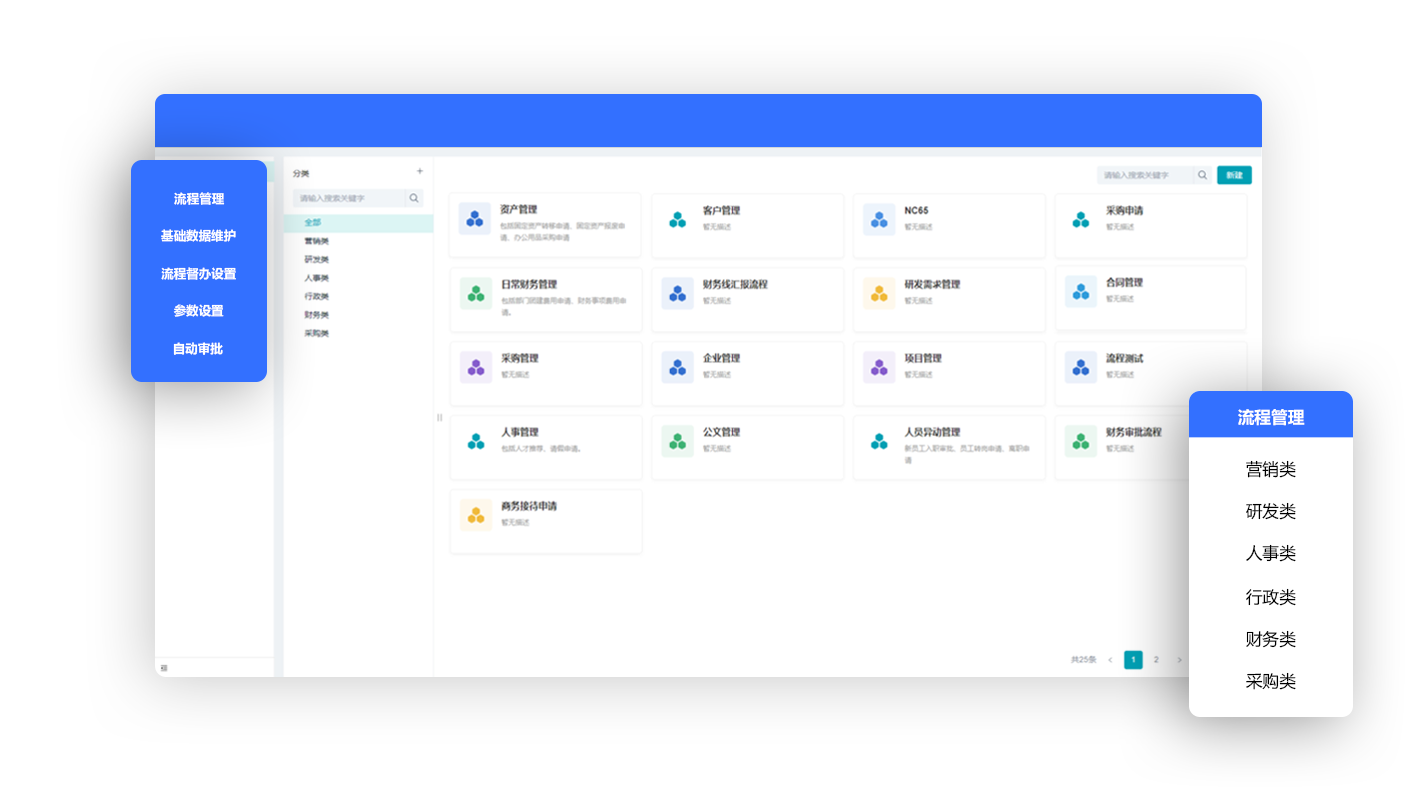 流程管理
基础数据维护
流程督办设置
参数设置
自动审批
分类
请输入搜索关键字
全部
营销类
研发类
人事类
行政类
财务类
采购类
请输入搜索关键字
新建
资产管理
包括固定资产转移申请、固定资产报废申
请、办公用品采购申请
客户管理
暂无描述
NC65
暂无描述
采购申请
暂无描述
日常财务管理
包括部门团建费用申请、财务事项费用申
请。
财务线汇报流程
暂无描述
研发需求管理
暂无描述
合同管理
暂无描述
采购管理
暂无描述
企业管理
暂无描述
项目管理
暂无描述
流程测试
暂无描述
人事管理
包括人才推荐、请假申请。
公文管理
暂无描述
人员异动管理
新员工入职审批、员工转岗申请、离职申
请
财务审批流程
暂无描述
商务接待申请
暂无描述
共25条
1
2
流程管理
营销类
研发类
人事类
行政类
财务类
采购类